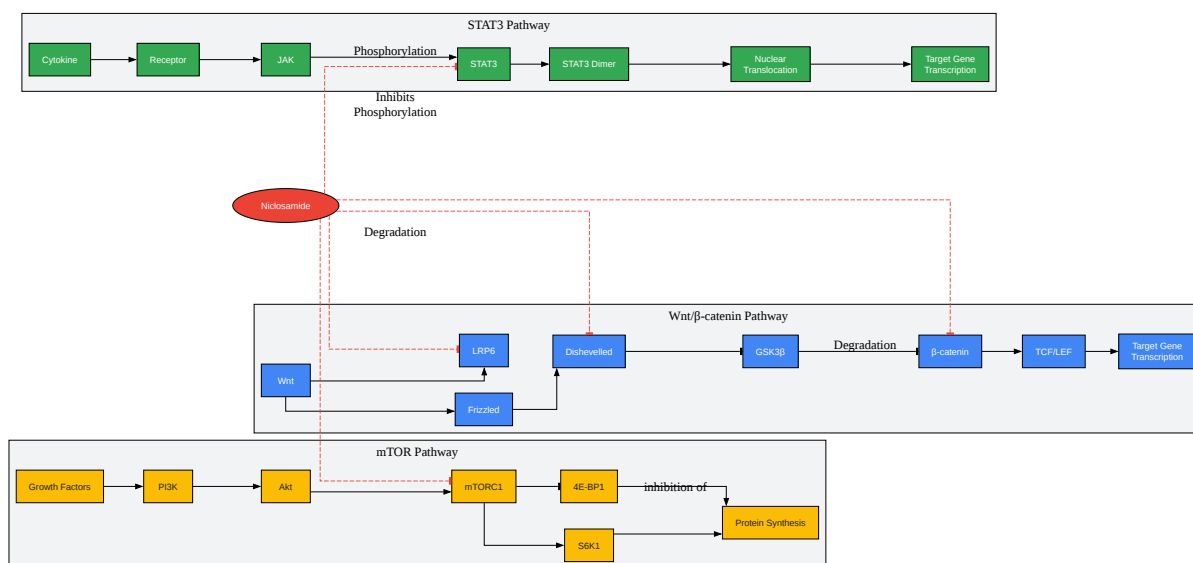 STAT3 Pathway
Cytokine
Receptor
JAK
Phosphorylation
STAT3
STAT3 Dimer
Nuclear
Translocation
Target Gene
Transcription
Inhibits
Phosphorylation
Niclosamide
Degradation
Wnt/β-catenin Pathway
LRP6
Dishevelled
GSK3β
Degradation
β-catenin
TCF/LEF
Target Gene
Transcription
Wnt
Frizzled
mTOR Pathway
Growth Factors
PI3K
Akt
mTORC1
4E-BP1
inhibition of
Protein Synthesis
S6K1